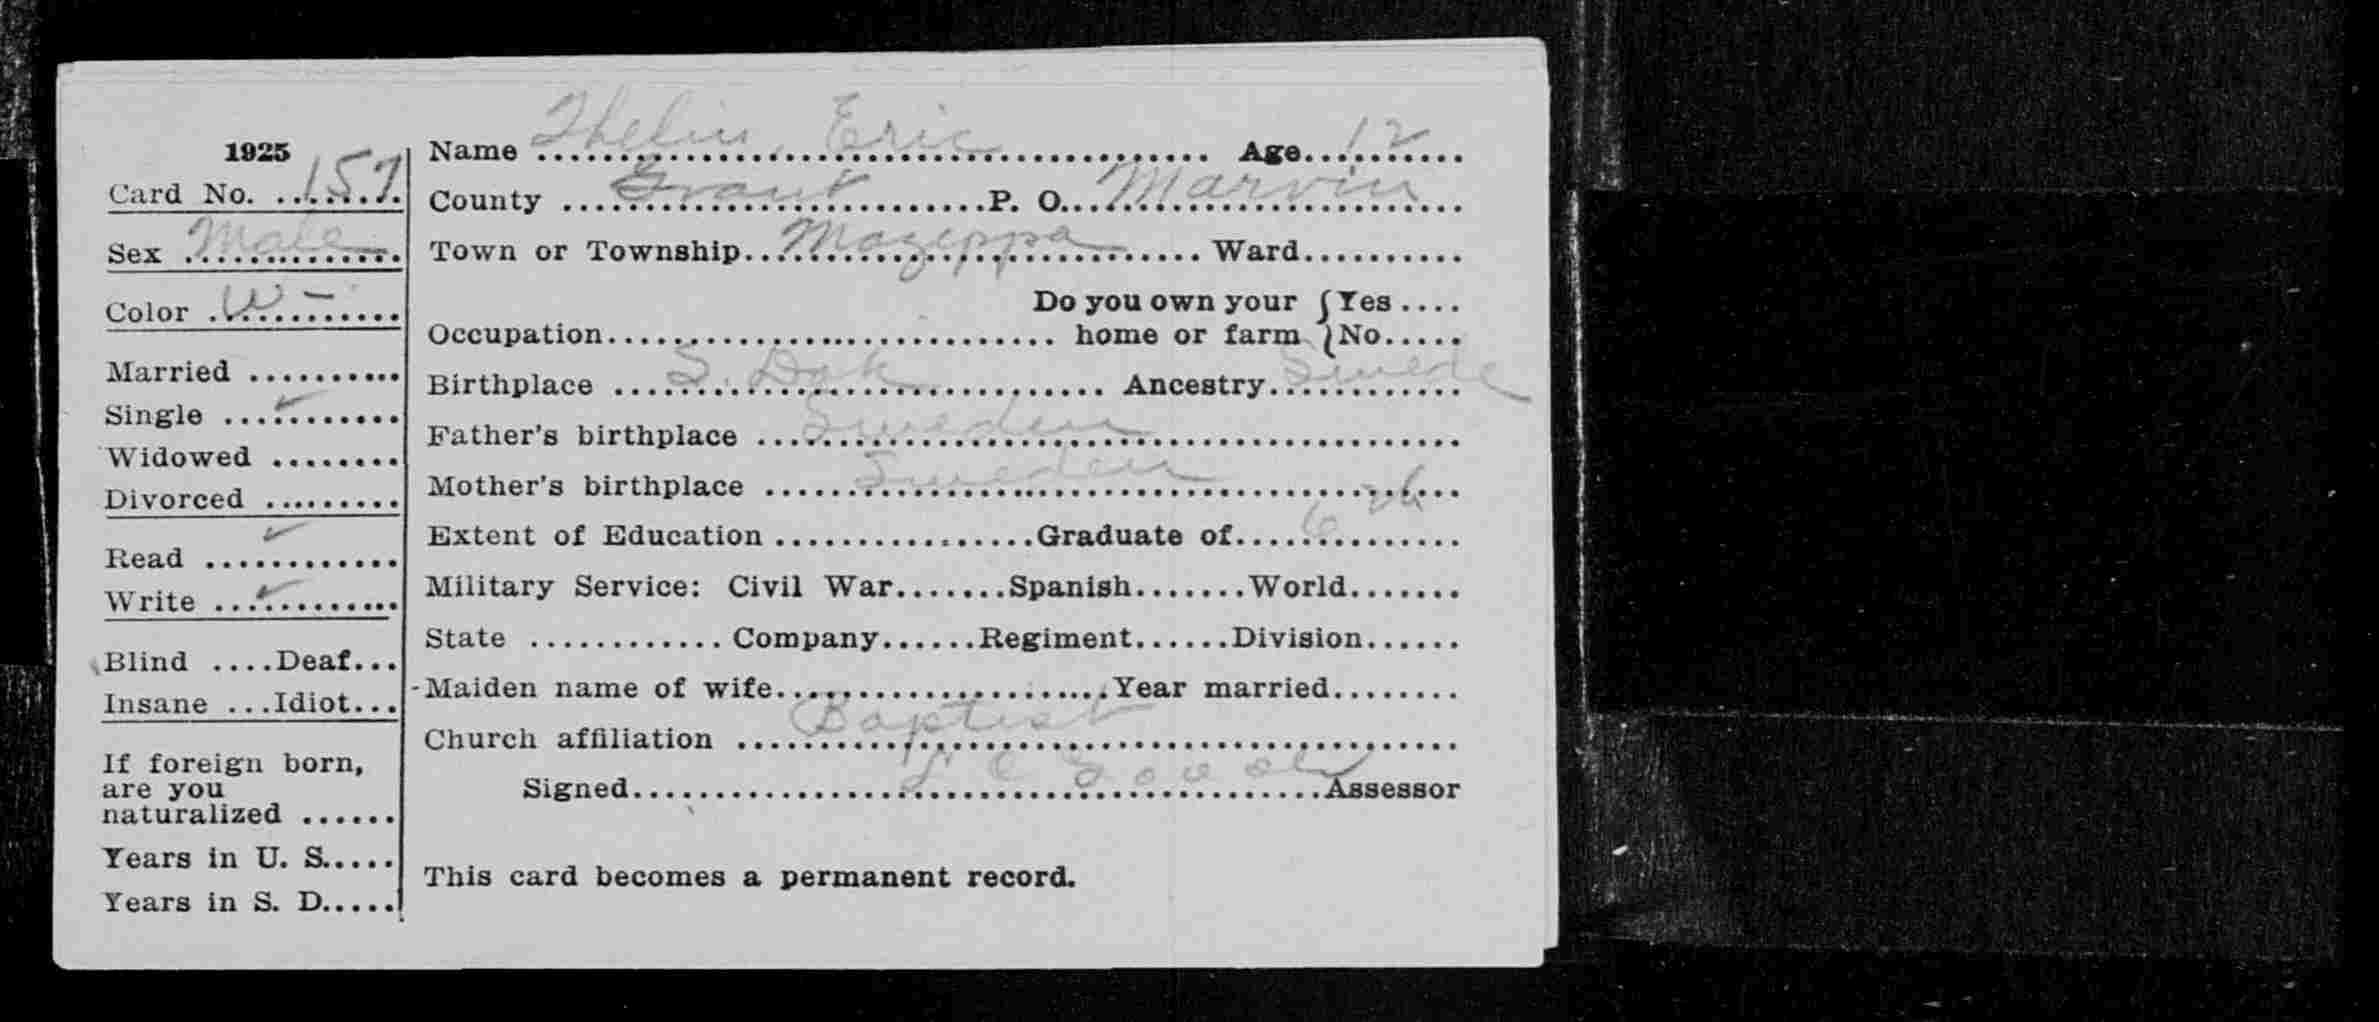 1925
Card No. 157
Sex Male
Color W -
Married
Single ✓
Widowed
Divorced
Read ✓
Write ✓
Blind Deaf
Insane Idiot
If foreign born,
are you
naturalized
Years in U. S.
Years in S. D.
Name Thelin, Eric Age 12
County Grant P. O. Marvin
Town or Township Mazeppa Ward
Do you own your Yes
Occupation home or farm No
Birthplace S. Dak Ancestry Swede
Father's birthplace Sweden
Mother's birthplace Sweden
Extent of Education Graduate of 6 th
Military Service: Civil War Spanish World
State Company Regiment Division
Maiden name of wife Year married
Church affiliation Baptist
Signed Assessor
This card becomes a permanent record.